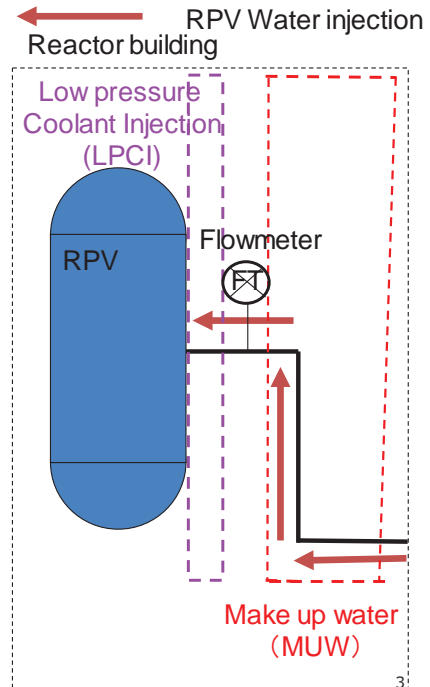 RPV Water injection
Reactor building
Low pressure
Coolant Injection
(LPCI)
Flowmeter
FT
RPV
Make up water
（MUW）
3